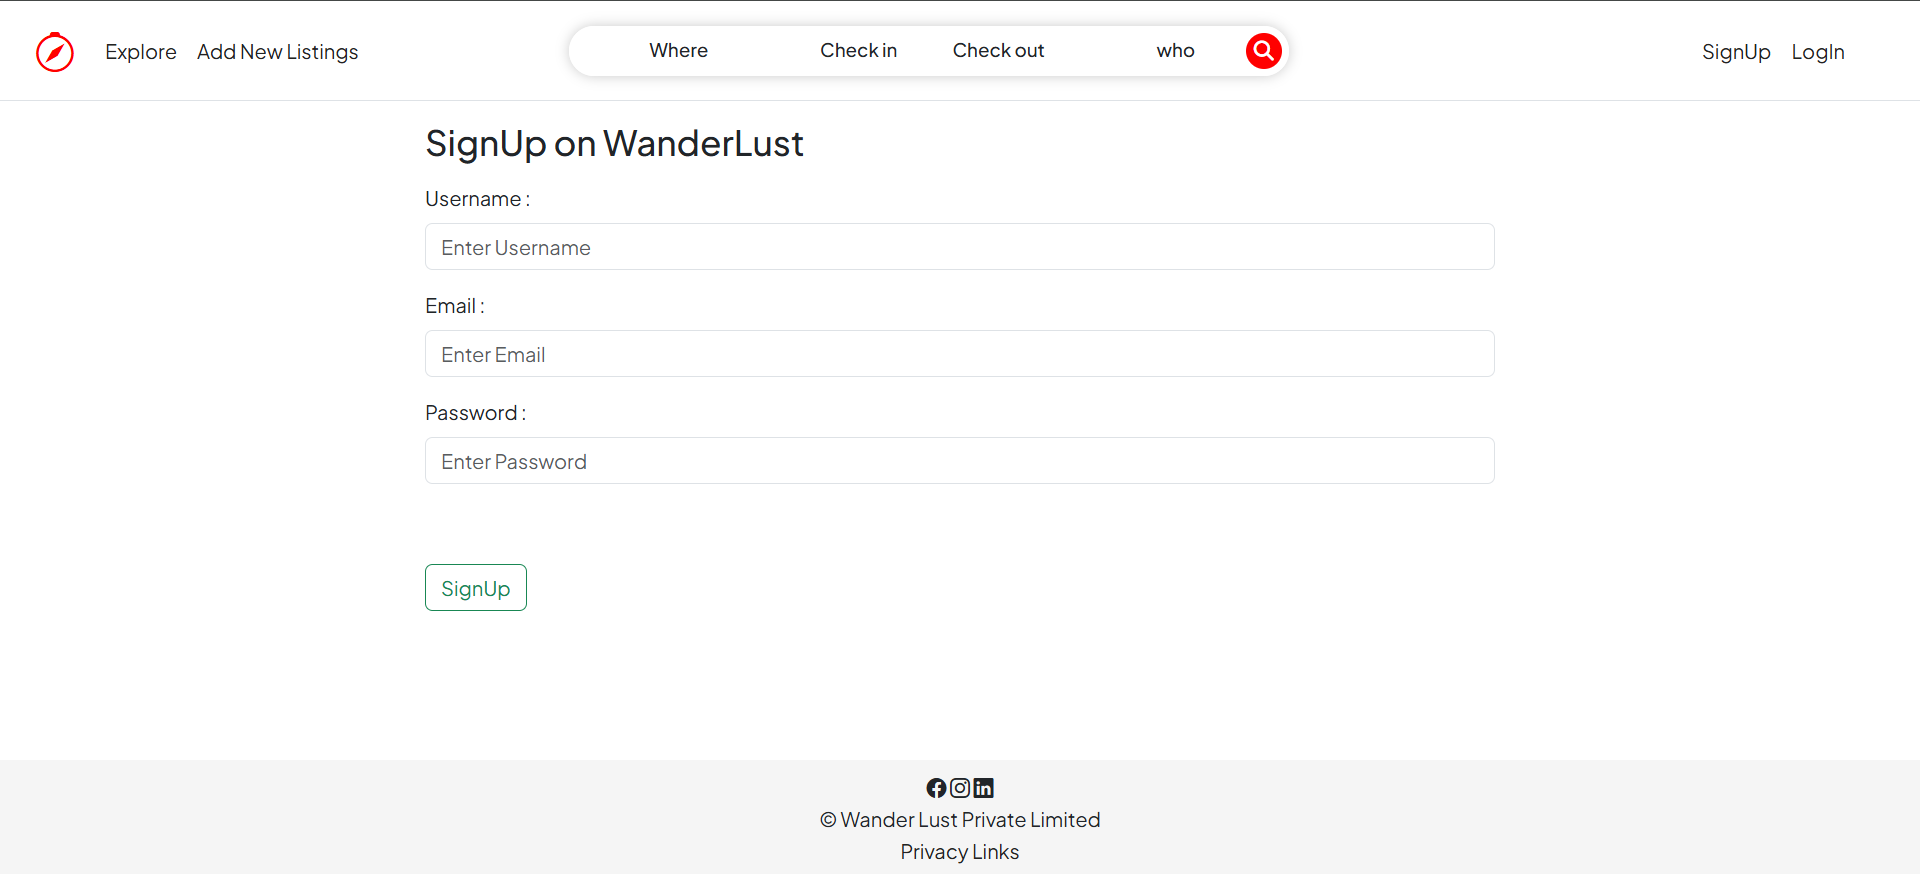 Explore Add New Listings Where Check in Check out who SignUp LogIn
SignUp on WanderLust
Username :
Enter Username
Email :
Enter Email
Password :
Enter Password
SignUp
© Wander Lust Private Limited
Privacy Links